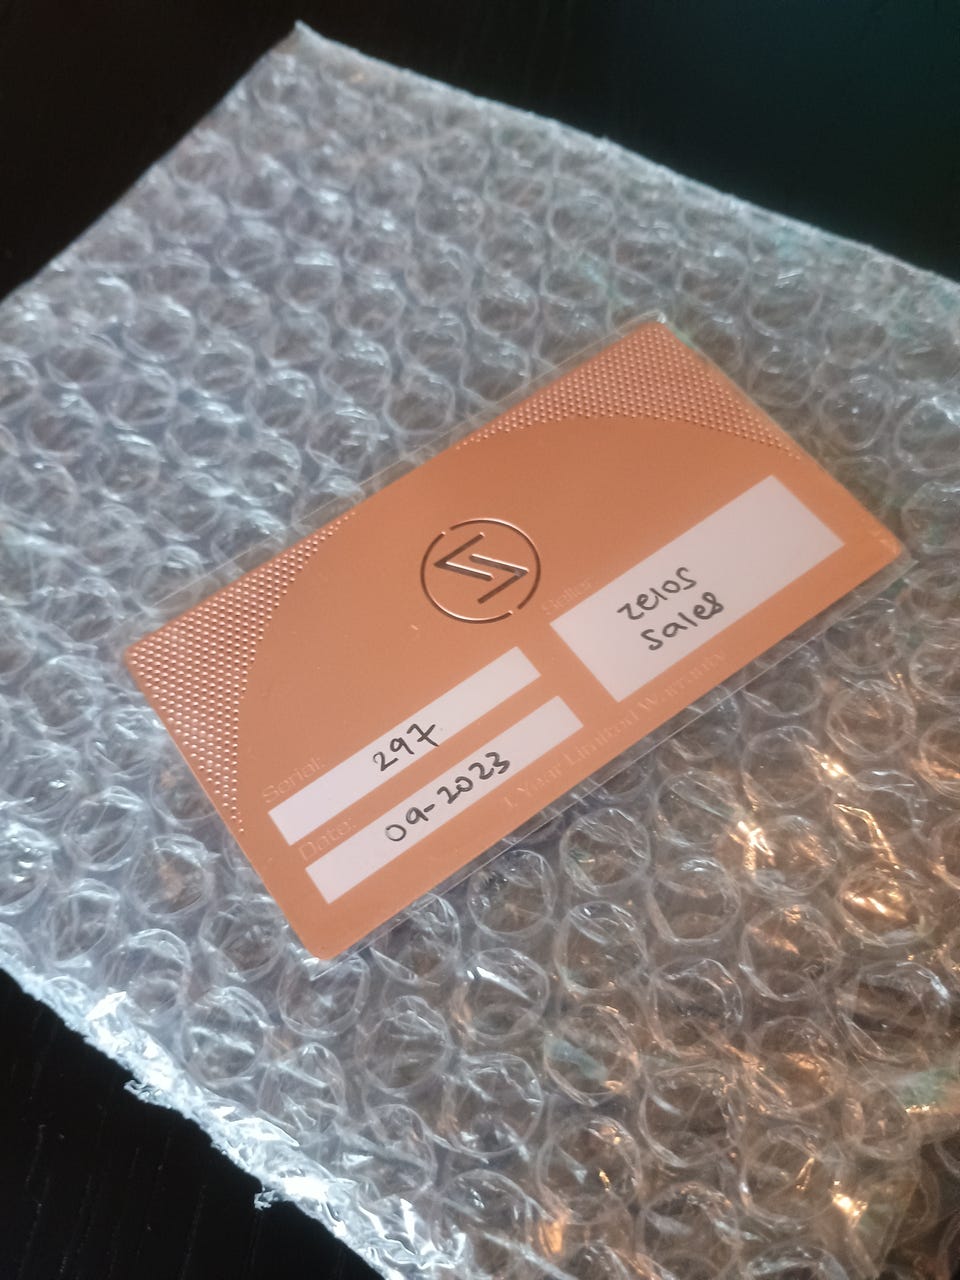 Serial:
297
Date:
09-2023
Seller:
zelos
sales
1 Year Limited Warranty